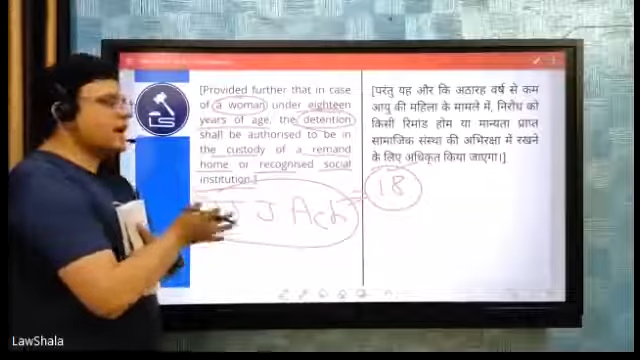 [Provided further that in case
of a woman under eighteen
years of age, the detention
shall be authorised to be in
the custody of a remand
home or recognised social
institution.]
[परंतु यह और कि अठारह वर्ष से कम
आयु की महिला के मामले में, निरोध को
किसी रिमांड होम या मान्यता प्राप्त
सामाजिक संस्था की अभिरक्षा में रखने
के लिए अधिकृत किया जाएगा।]
LS
J J Act
18
LawShala